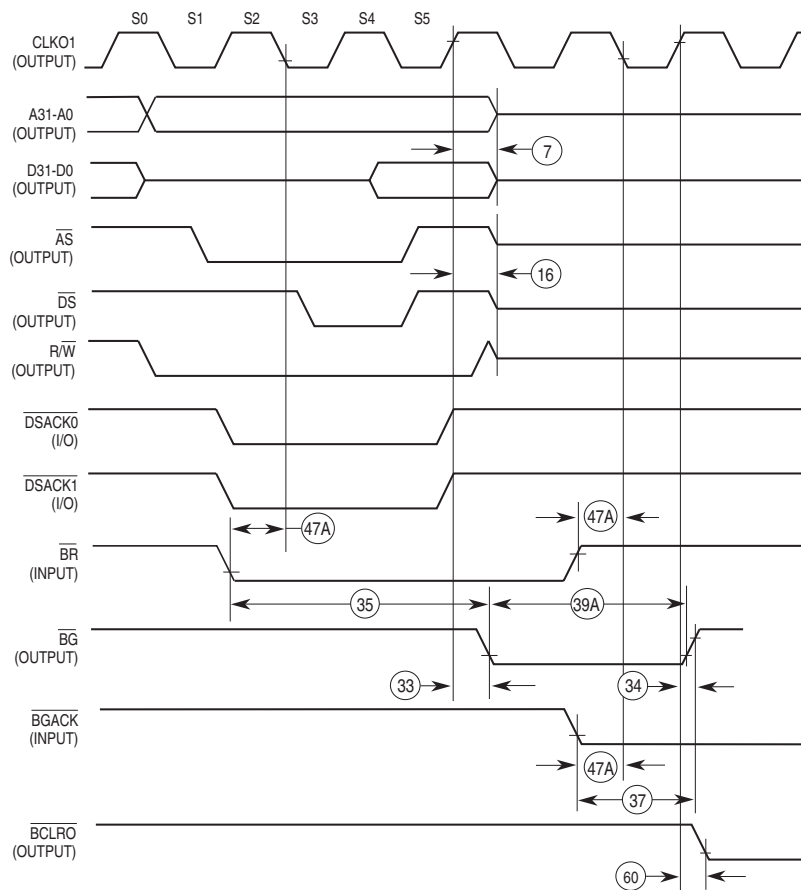 S0 S1 S2 S3 S4 S5
CLKO1
(OUTPUT)
A31-A0
(OUTPUT)
7
D31-D0
(OUTPUT)
AS
(OUTPUT)
16
DS
(OUTPUT)
R/W
(OUTPUT)
DSACK0
(I/O)
DSACK1
(I/O)
47A
47A
BR
(INPUT)
35
39A
BG
(OUTPUT)
33
34
BGACK
(INPUT)
47A
37
BCLRO
(OUTPUT)
60